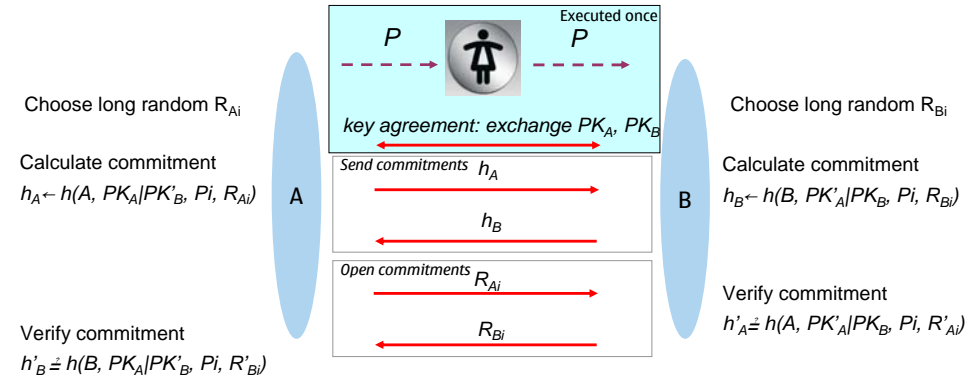 Executed once
P P
key agreement: exchange PK_A, PK_B
Choose long random R_Ai
Choose long random R_Bi
Calculate commitment
h_A ← h(A, PK_A|PK'_B, Pi, R_Ai)
A
Send commitments
h_A
h_B
B
Calculate commitment
h_B ← h(B, PK'_A|PK_B, Pi, R_Bi)
Open commitments
R_Ai
R_Bi
Verify commitment
h'_A ≟ h(A, PK'_A|PK_B, Pi, R'_Ai)
Verify commitment
h'_B ≟ h(B, PK_A|PK'_B, Pi, R'_Bi)